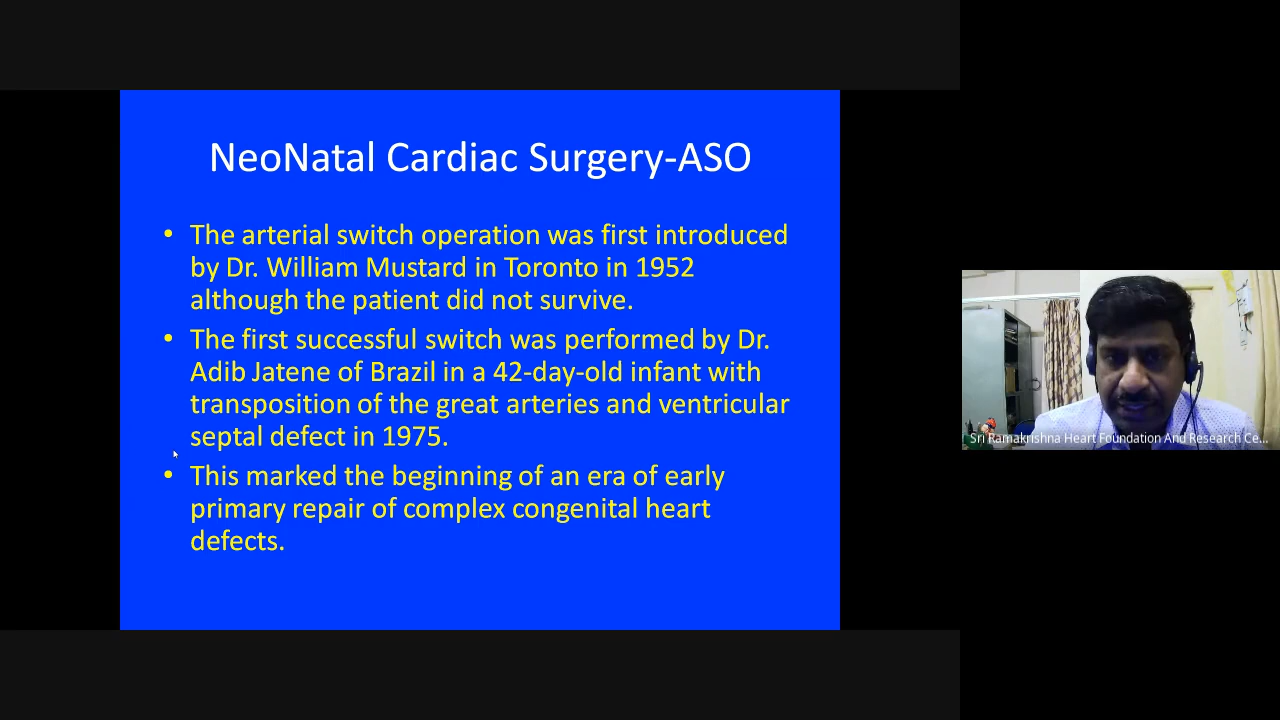 NeoNatal Cardiac Surgery-ASO
• The arterial switch operation was first introduced
by Dr. William Mustard in Toronto in 1952
although the patient did not survive.
• The first successful switch was performed by Dr.
Adib Jatene of Brazil in a 42-day-old infant with
transposition of the great arteries and ventricular
septal defect in 1975.
• This marked the beginning of an era of early
primary repair of complex congenital heart
defects.
Sri Ramakrishna Heart Foundation And Research Ce...